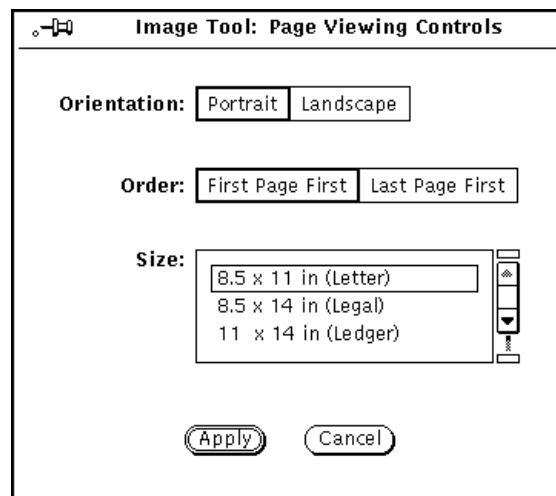 Image Tool: Page Viewing Controls
Orientation: Portrait Landscape
Order: First Page First Last Page First
Size:
8.5 x 11 in (Letter)
8.5 x 14 in (Legal)
11 x 14 in (Ledger)
Apply Cancel